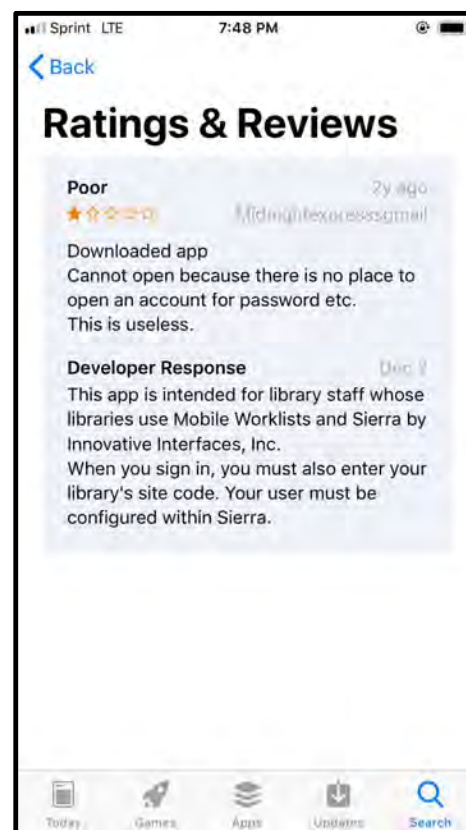 Sprint LTE 7:48 PM
Back
Ratings & Reviews
Poor 2y ago
Downloaded app
Cannot open because there is no place to
open an account for password etc.
This is useless.
Developer Response
This app is intended for library staff whose
libraries use Mobile Worklists and Sierra by
Innovative Interfaces, Inc.
When you sign in, you must also enter your
library's site code. Your user must be
configured within Sierra.
Today Games Apps Updates Search